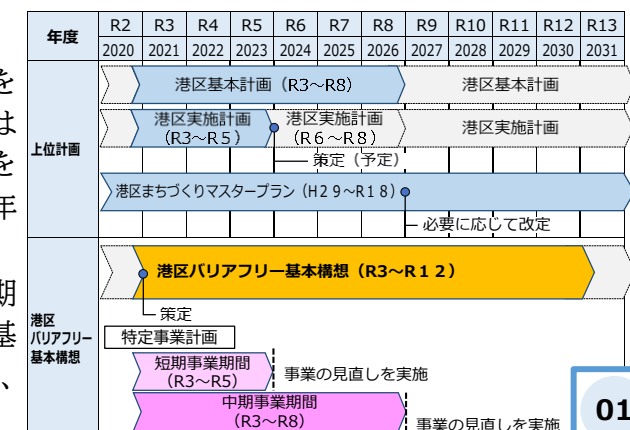 年度 R2 R3 R4 R5 R6 R7 R8 R9 R10 R11 R12 R13
2020 2021 2022 2023 2024 2025 2026 2027 2028 2029 2030 2031
を
は
を
年
期
基
、
上位計画
港区基本計画（R3～R8） 港区基本計画
港区実施計画 港区実施計画 港区実施計画
（R3～R５） （R６～R８）
策定（予定）
港区まちづくりマスタープラン（H２９～R１８）
必要に応じて改定
港区
バリアフリー
基本構想
港区バリアフリー基本構想（R3～R１２）
策定
特定事業計画
短期事業期間
（R3～R5）
事業の見直しを実施
中期事業期間
（R3～R8）
事業の見直しを実施
01